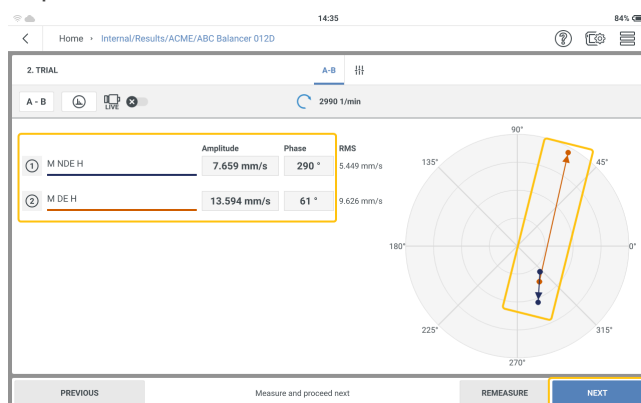 14:35
84%
Home › Internal/Results/ACME/ABC Balancer 012D
2. TRIAL
A-B
A - B
LIVE
2990 1/min
Amplitude Phase RMS
1 M NDE H 7.659 mm/s 290 ° 5.449 mm/s
2 M DE H 13.594 mm/s 61 ° 9.626 mm/s
90°
135° 45°
180° 0°
225° 315°
270°
PREVIOUS Measure and proceed next REMEASURE NEXT